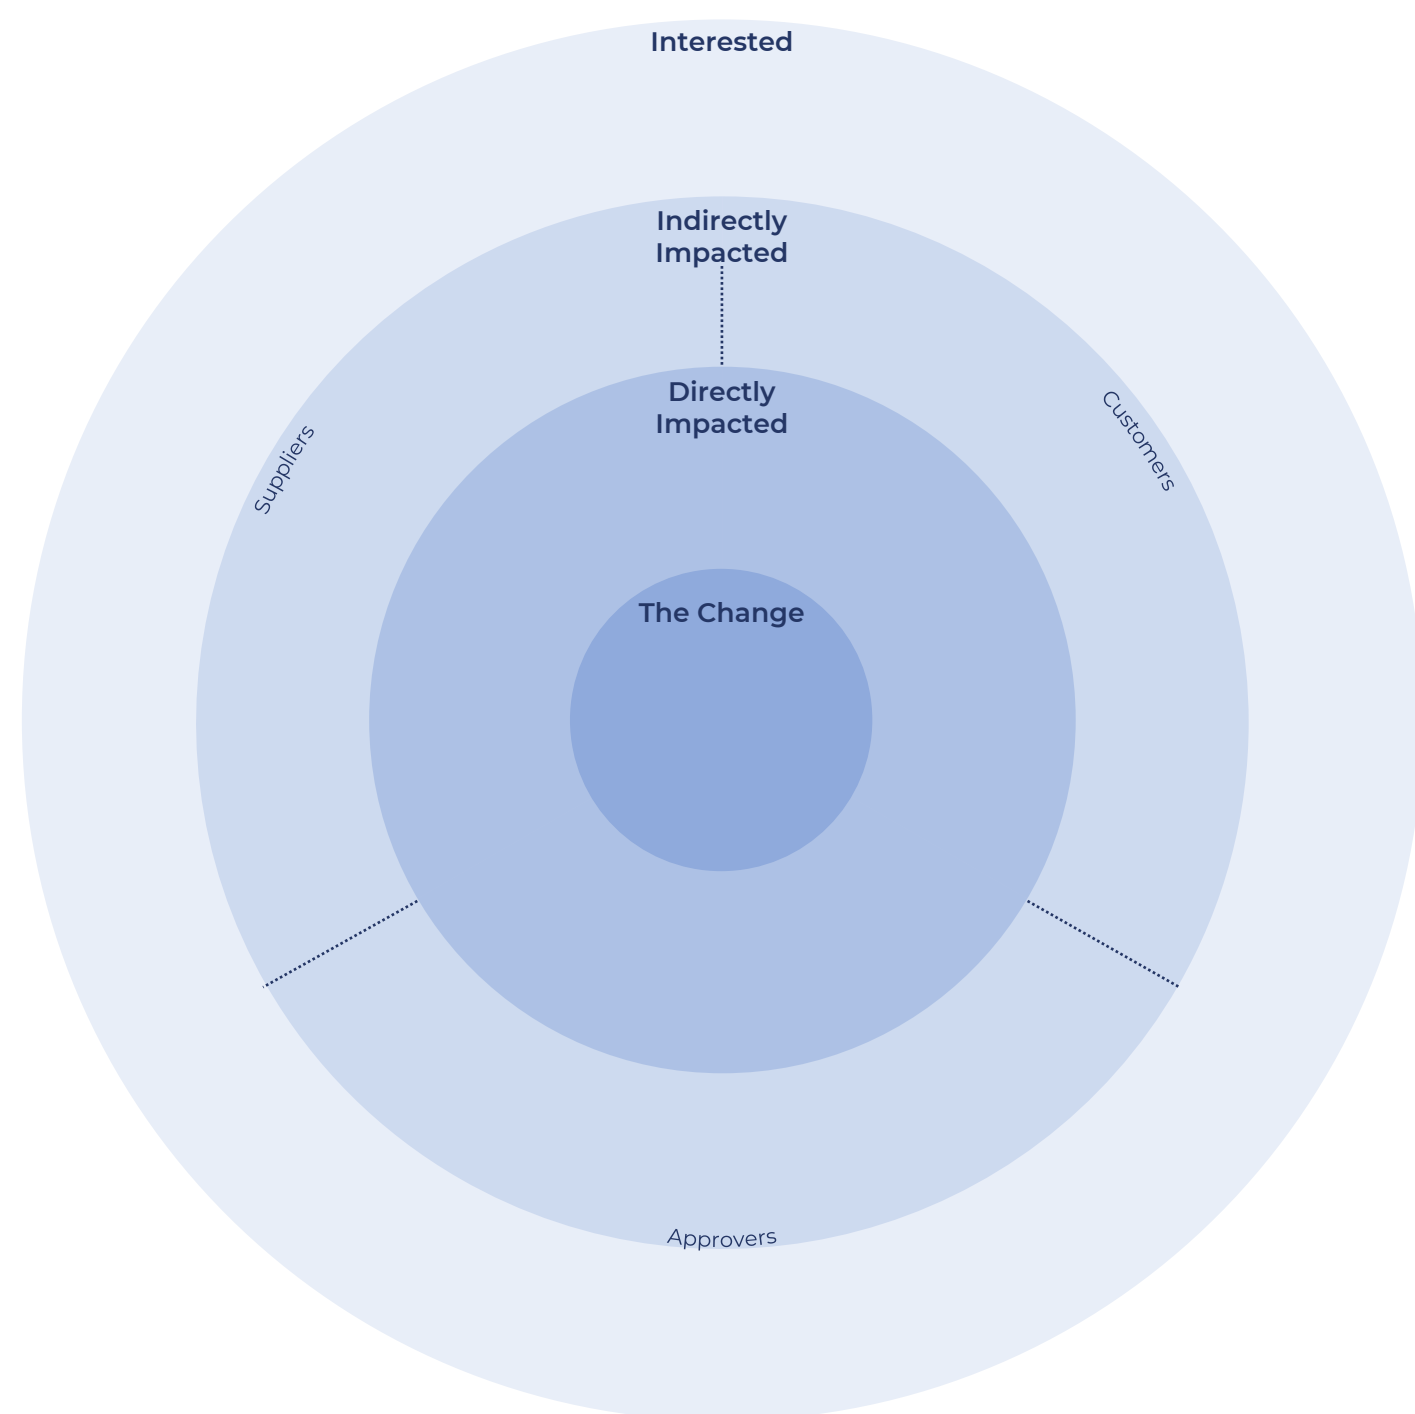 Interested
Indirectly
Impacted
Directly
Impacted
Suppliers
Customers
The Change
Approvers